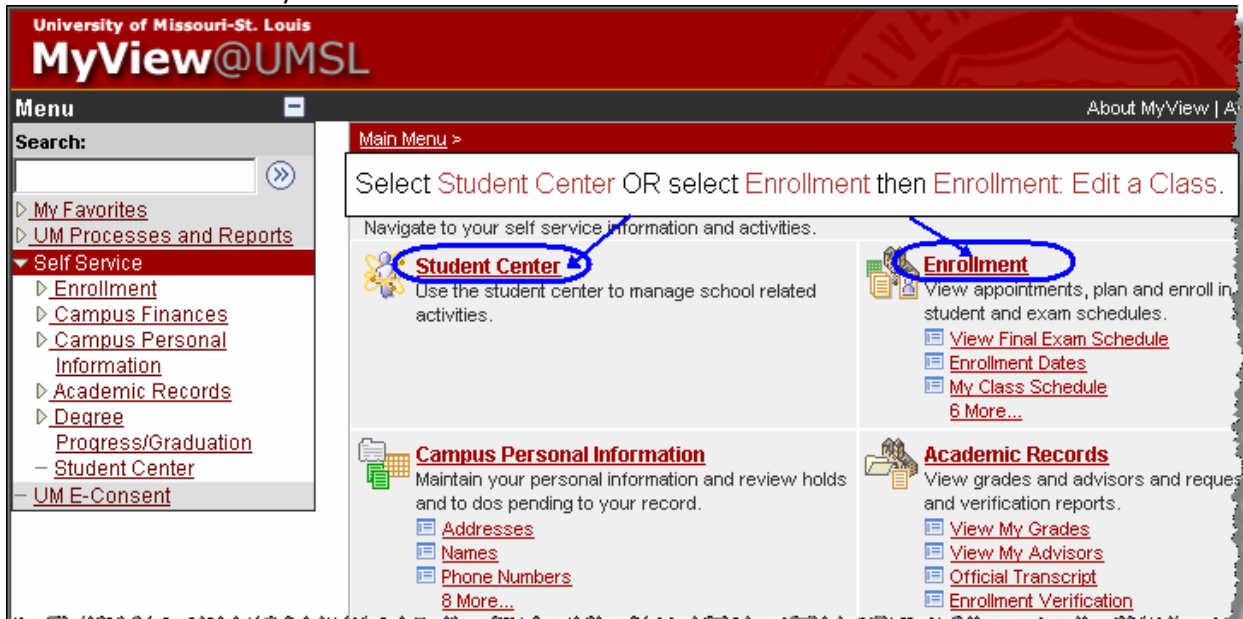 University of Missouri-St. Louis
MyView@UMSL
Menu
About MyView |
Search:
Main Menu >
Select Student Center OR select Enrollment then Enrollment: Edit a Class.
My Favorites
UM Processes and Reports
Self Service
Enrollment
Campus Finances
Campus Personal
Information
Academic Records
Degree
Progress/Graduation
Student Center
UM E-Consent
Navigate to your self service information and activities.
Student Center
Use the student center to manage school related
activities.
Enrollment
View appointments, plan and enroll in,
student and exam schedules.
View Final Exam Schedule
Enrollment Dates
My Class Schedule
6 More...
Campus Personal Information
Maintain your personal information and review holds
and to dos pending to your record.
Addresses
Names
Phone Numbers
8 More...
Academic Records
View grades and advisors and reques
and verification reports.
View My Grades
View My Advisors
Official Transcript
Enrollment Verification